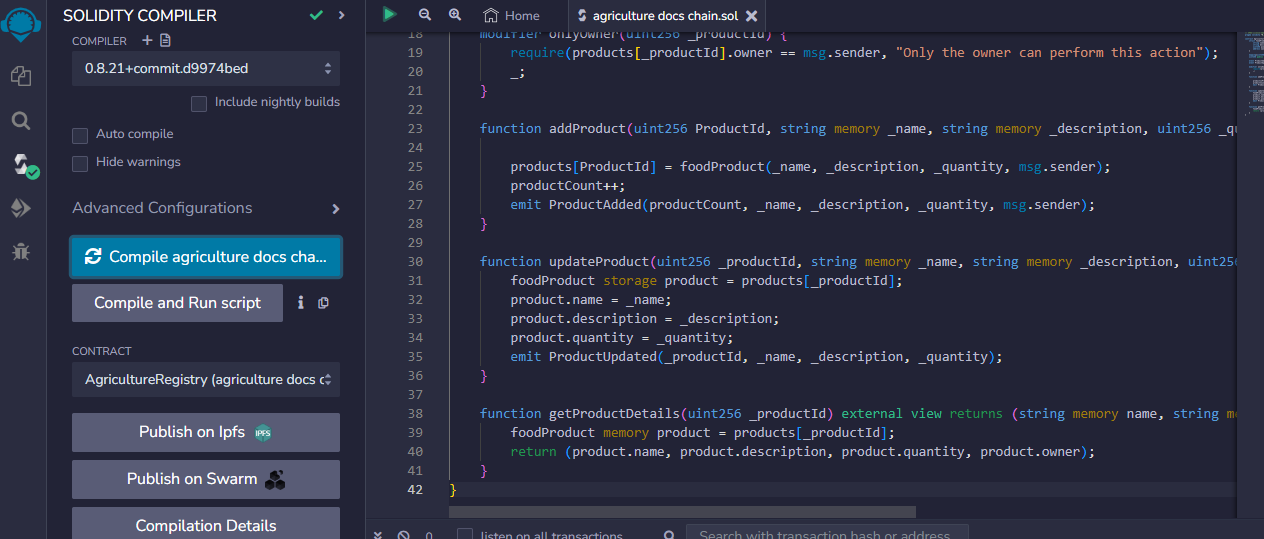 SOLIDITY COMPILER
COMPILER
0.8.21+commit.d9974bed
Include nightly builds
Auto compile
Hide warnings
Advanced Configurations
Compile agriculture docs cha...
Compile and Run script
CONTRACT
AgricultureRegistry (agriculture docs c
Publish on Ipfs IPFS
Publish on Swarm
Compilation Details
Home
agriculture docs chain.sol
18 modifier onlyOwner(uint256 _productId) {
19 require(products[_productId].owner == msg.sender, "Only the owner can perform this action");
20 _;
21 }
22
23 function addProduct(uint256 ProductId, string memory _name, string memory _description, uint256 _qu
24
25 products[ProductId] = foodProduct(_name, _description, _quantity, msg.sender);
26 productCount++;
27 emit ProductAdded(productCount, _name, _description, _quantity, msg.sender);
28 }
29
30 function updateProduct(uint256 _productId, string memory _name, string memory _description, uint25
31 foodProduct storage product = products[_productId];
32 product.name = _name;
33 product.description = _description;
34 product.quantity = _quantity;
35 emit ProductUpdated(_productId, _name, _description, _quantity);
36 }
37
38 function getProductDetails(uint256 _productId) external view returns (string memory name, string me
39 foodProduct memory product = products[_productId];
40 return (product.name, product.description, product.quantity, product.owner);
41 }
42 }
0
listen on all transactions
Search with transaction hash or address